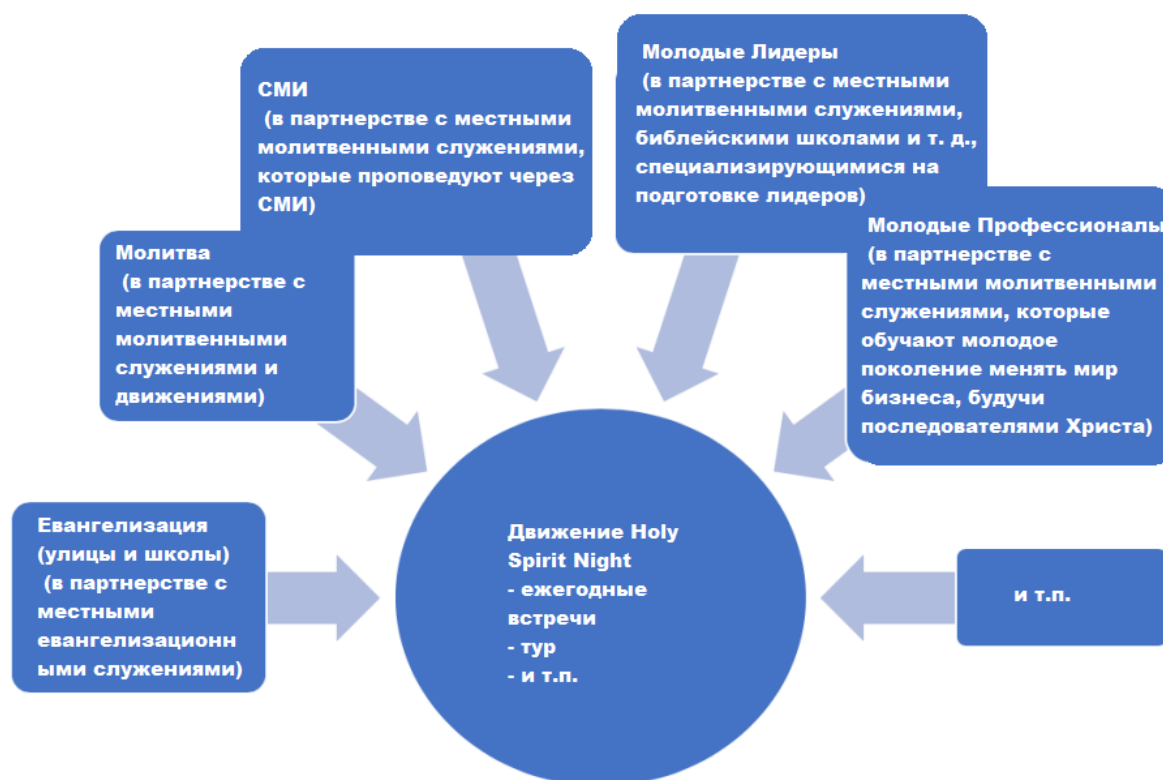 СМИ
(в партнерстве с местными
молитвенными служениями,
которые проповедуют через
СМИ)
Молодые Лидеры
(в партнерстве с местными
молитвенными служениями,
библейскими школами и т. д.,
специализирующимися на
подготовке лидеров)
Молитва
(в партнерстве с
местными
молитвенными
служениями и
движениями)
Молодые Профессионалы
(в партнерстве с
местными молитвенными
служениями, которые
обучают молодое
поколение менять мир
бизнеса, будучи
последователями Христа)
Евангелизация
(улицы и школы)
(в партнерстве с
местными
евангелизационн
ыми служениями)
Движение Holy
Spirit Night
- ежегодные
встречи
- тур
- и т.п.
и т.п.